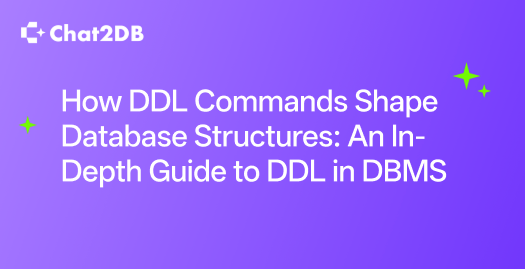 Chat2DB
How DDL Commands Shape
Database Structures: An In-
Depth Guide to DDL in DBMS